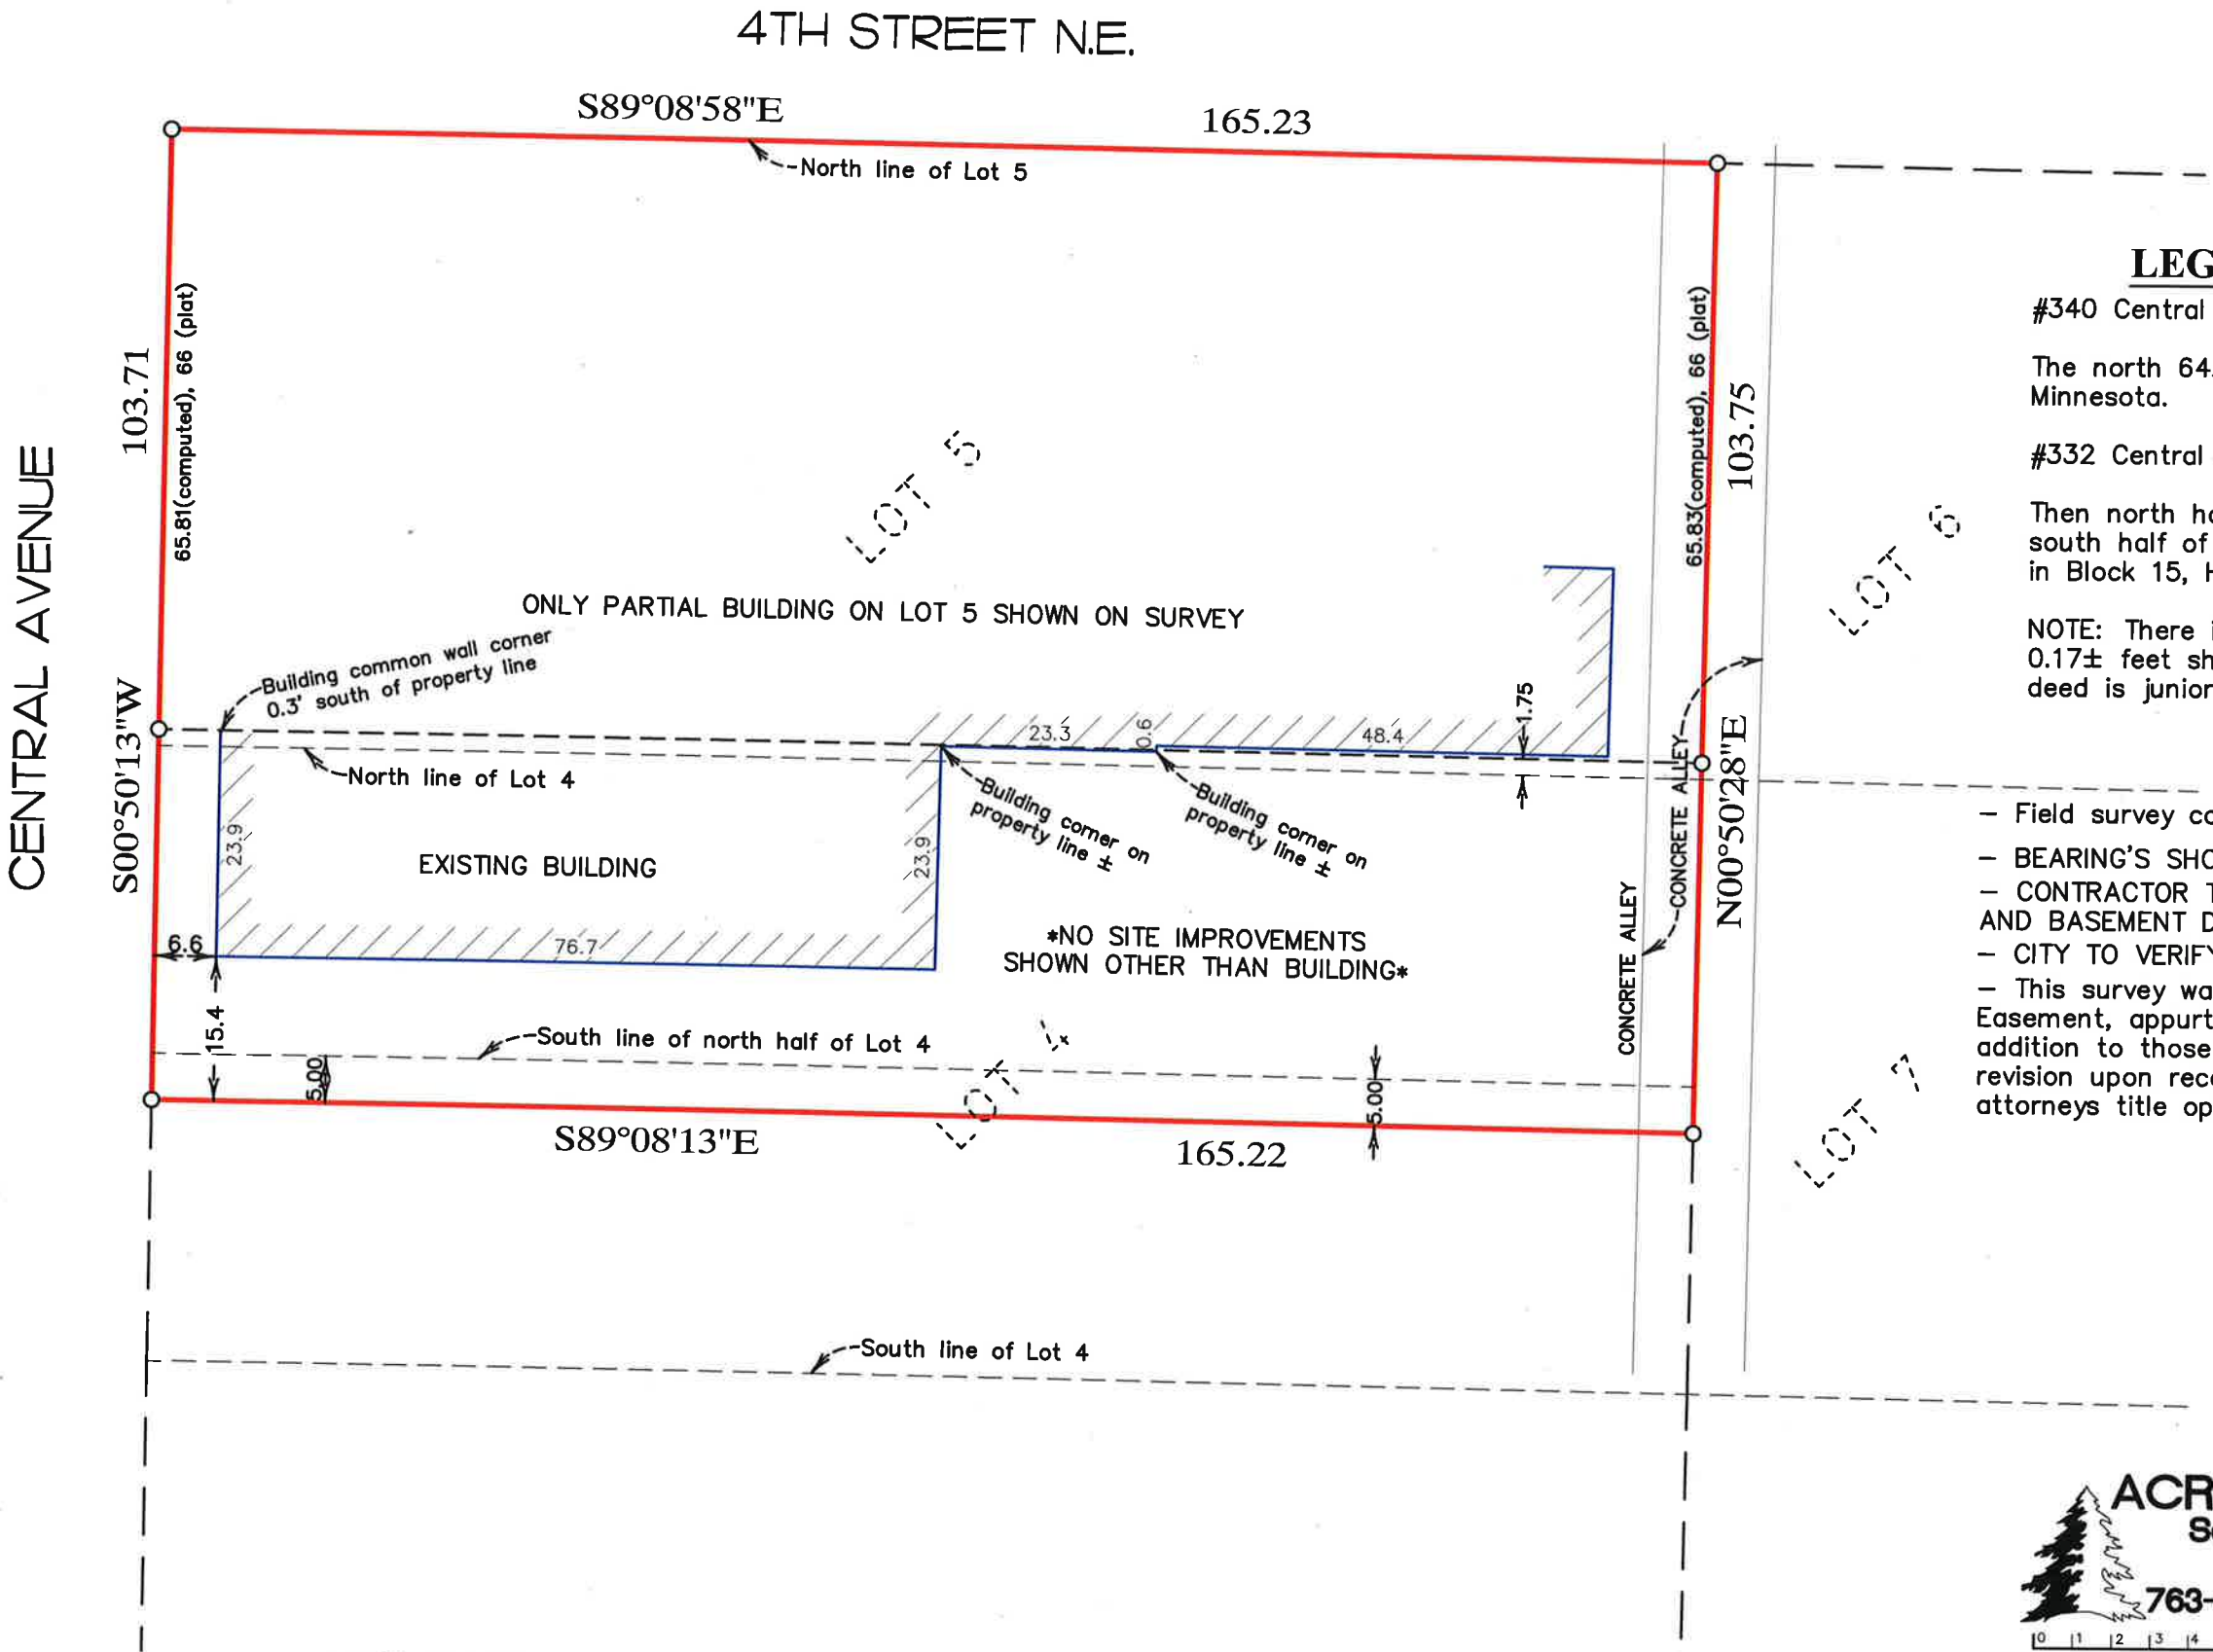 4TH STREET N.E.
S89°08'58"E
165.23
North line of Lot 5
CENTRAL AVENUE
103.71
65.81(computed), 66 (plat)
S00°50'13"W
LOT 5
65.83(computed), 66 (plat)
103.75
N00°50'28"E
ONLY PARTIAL BUILDING ON LOT 5 SHOWN ON SURVEY
Building common wall corner
0.3' south of property line
North line of Lot 4
23.3
0.6
48.4
1.75
Building corner on
property line ±
Building corner on
property line ±
23.9
EXISTING BUILDING
23.9
6.6
76.7
15.4
*NO SITE IMPROVEMENTS
SHOWN OTHER THAN BUILDING*
CONCRETE ALLEY
CONCRETE ALLEY
South line of north half of Lot 4
5.00
LOT 4
5.00
S89°08'13"E
165.22
South line of Lot 4
LOT 6
LOT 7
LEG
#340 Central
The north 64.
Minnesota.
#332 Central
Then north ha
south half of
in Block 15, H
NOTE: There i
0.17± feet sh
deed is junior
– Field survey co
– BEARING'S SHO
– CONTRACTOR T
AND BASEMENT D
– CITY TO VERIFY
– This survey wa
Easement, appurt
addition to those
revision upon rece
attorneys title op
ACR
S
763-
0 1 2 3 4